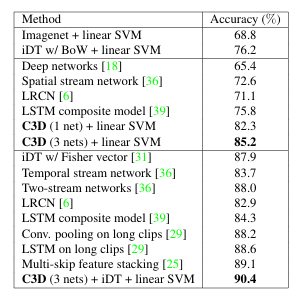 Method Accuracy (%)
Imagenet + linear SVM 68.8
iDT w/ BoW + linear SVM 76.2
Deep networks [18] 65.4
Spatial stream network [36] 72.6
LRCN [6] 71.1
LSTM composite model [39] 75.8
C3D (1 net) + linear SVM 82.3
C3D (3 nets) + linear SVM 85.2
iDT w/ Fisher vector [31] 87.9
Temporal stream network [36] 83.7
Two-stream networks [36] 88.0
LRCN [6] 82.9
LSTM composite model [39] 84.3
Conv. pooling on long clips [29] 88.2
LSTM on long clips [29] 88.6
Multi-skip feature stacking [25] 89.1
C3D (3 nets) + iDT + linear SVM 90.4